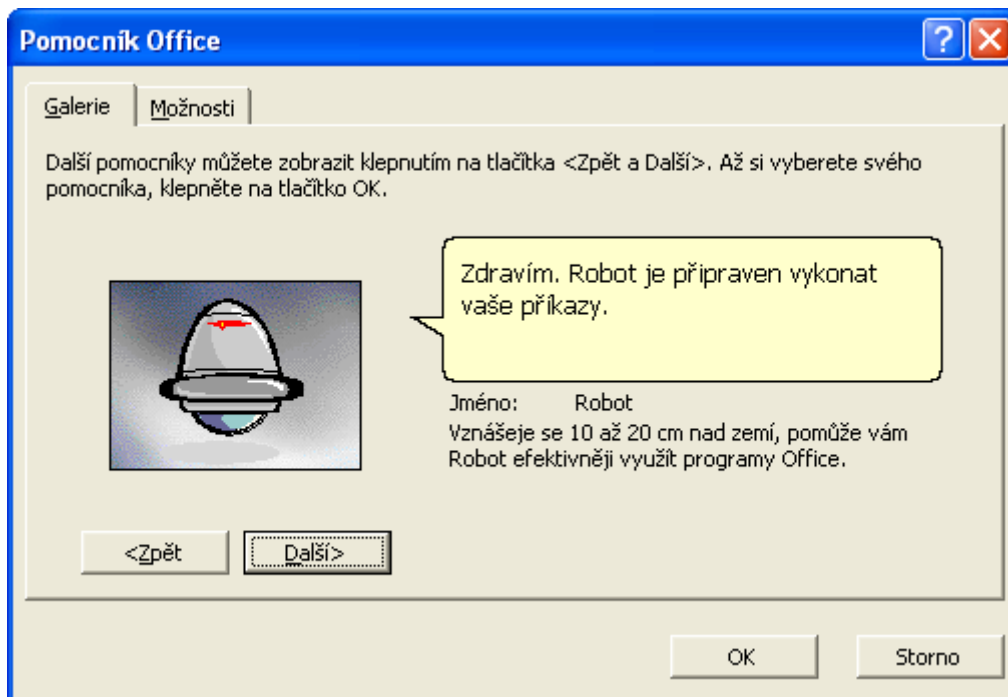 Pomocník Office
Galerie
Možnosti
Další pomocníky můžete zobrazit klepnutím na tlačítka <Zpět a Další>. Až si vyberete svého
pomocníka, klepněte na tlačítko OK.
Zdravím. Robot je připraven vykonat
vaše příkazy.
Jméno: Robot
Vznášeje se 10 až 20 cm nad zemí, pomůže vám
Robot efektivněji využít programy Office.
<Zpět
Další>
OK
Storno